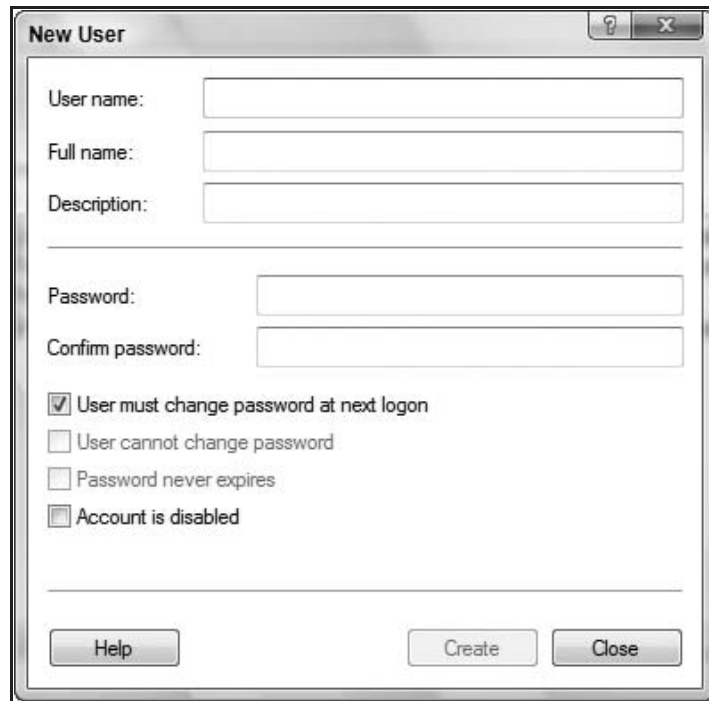 New User
User name:
Full name:
Description:
Password:
Confirm password:
User must change password at next logon
User cannot change password
Password never expires
Account is disabled
Help Create Close